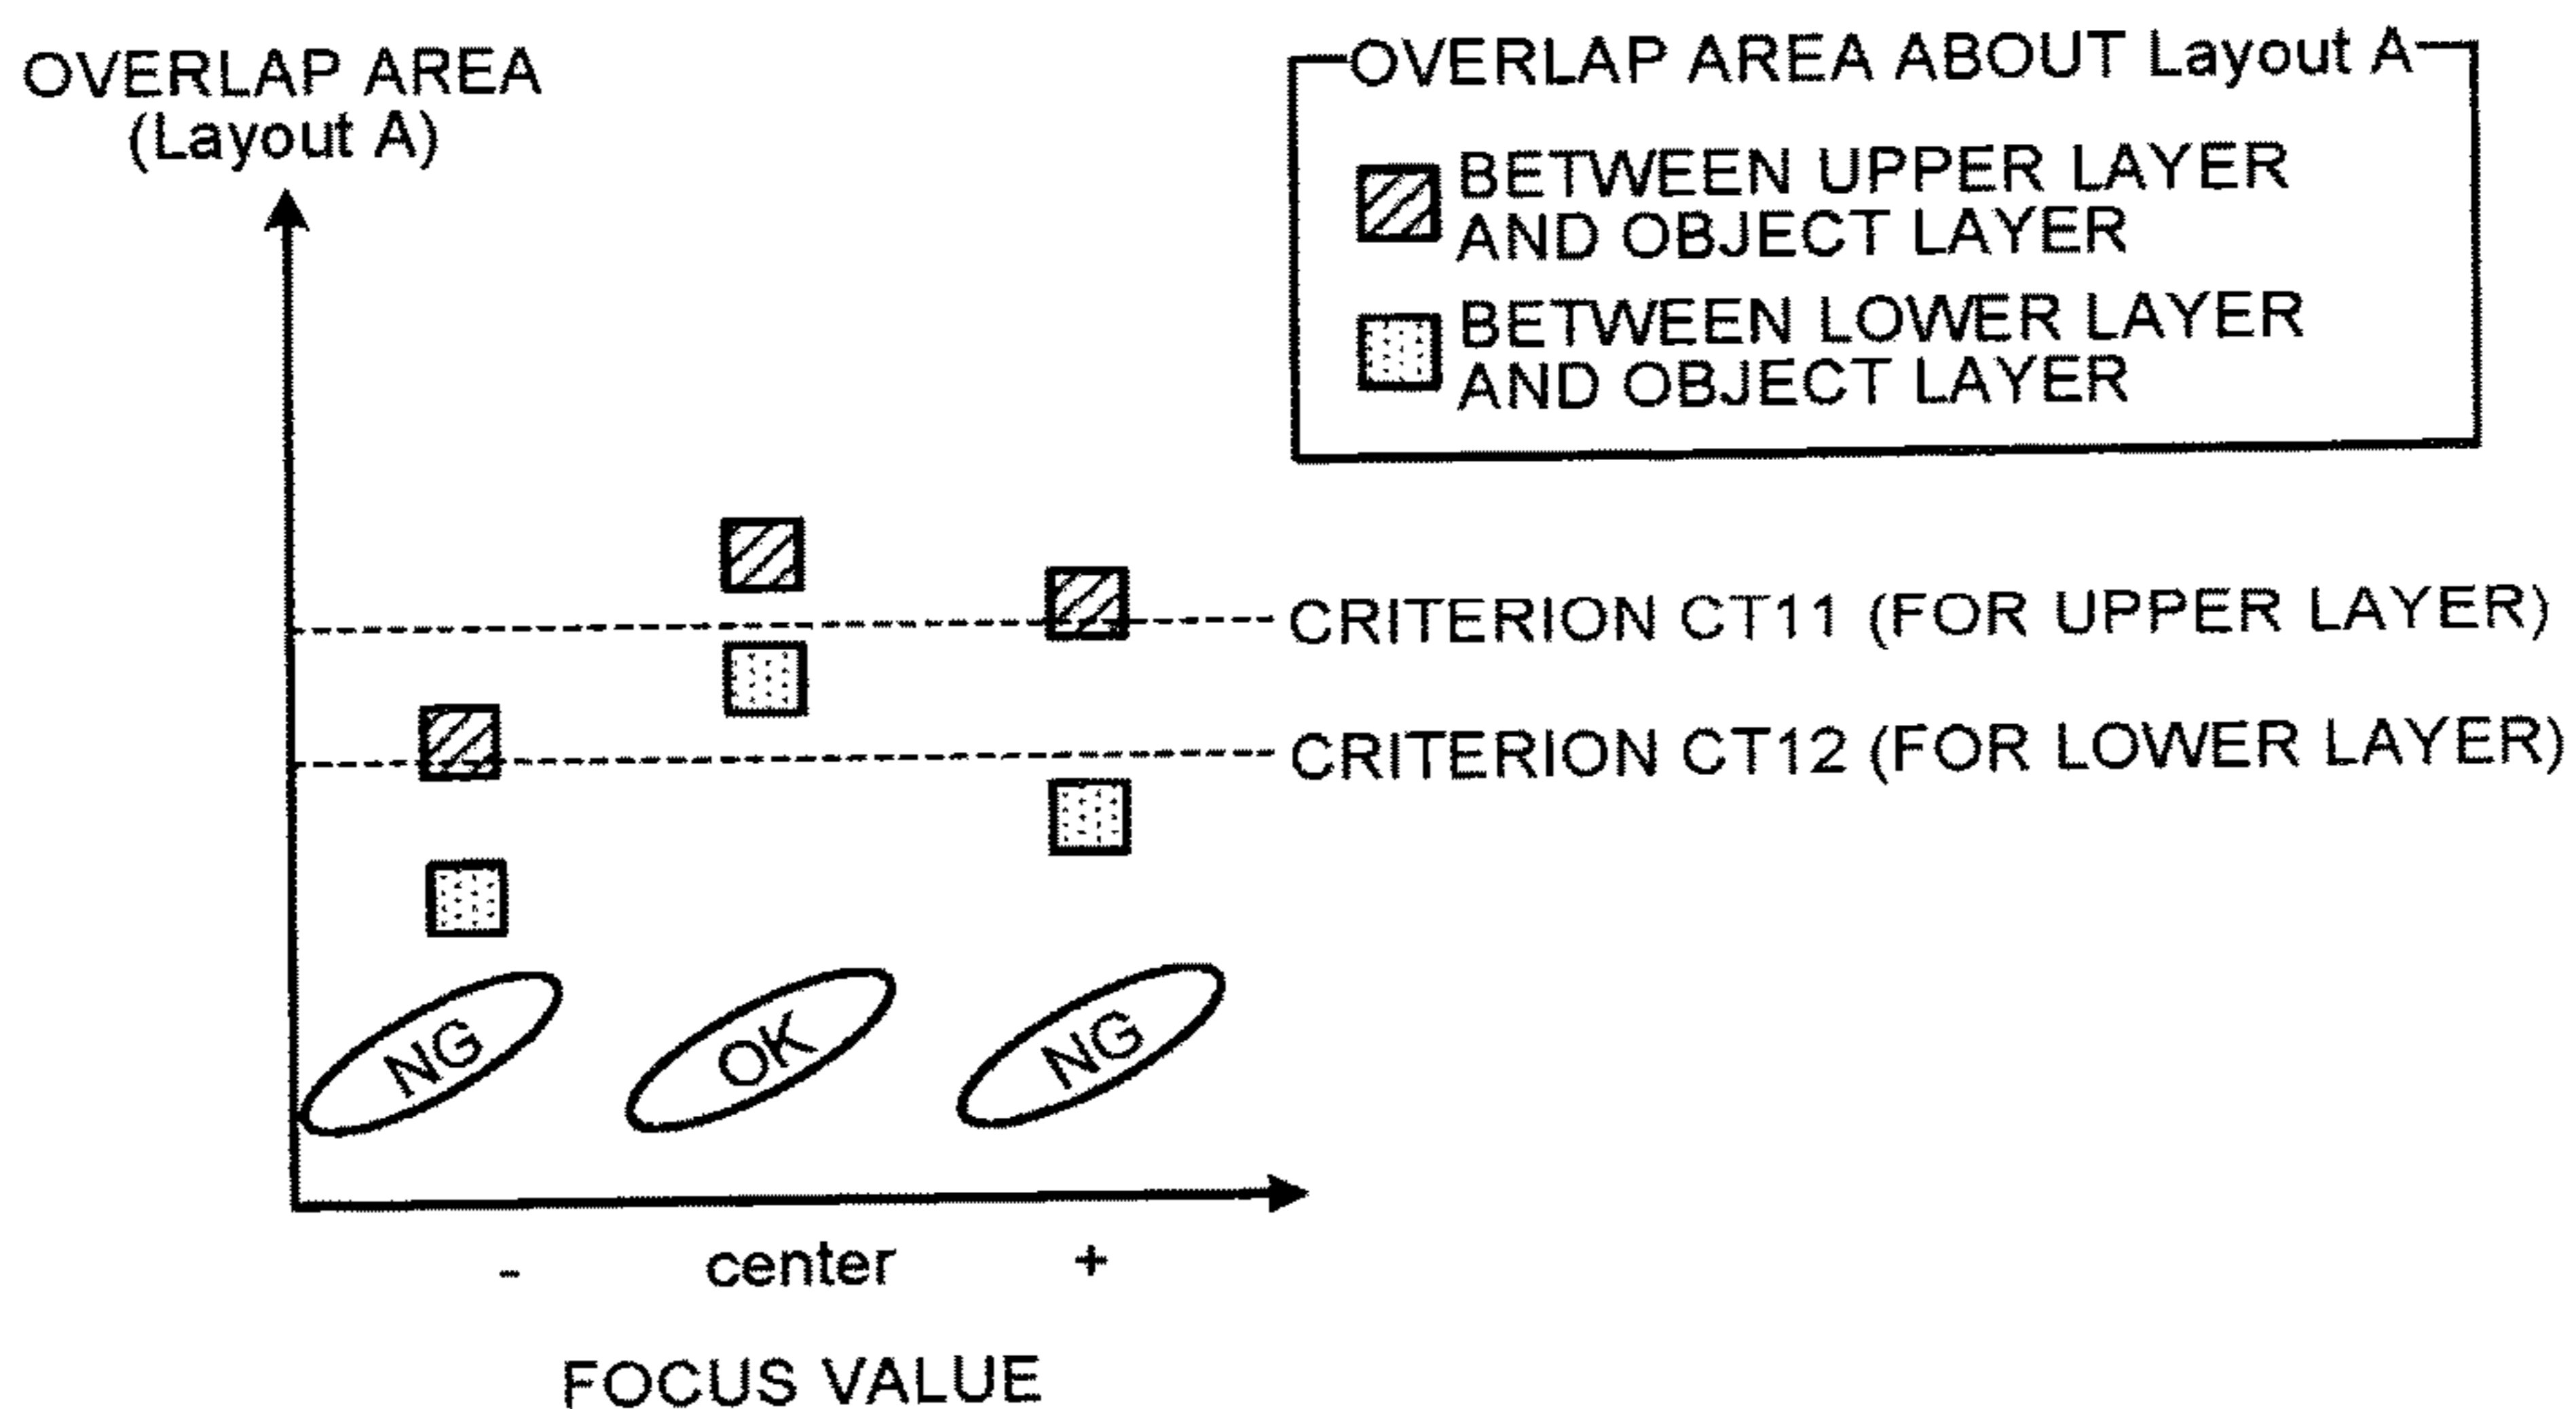 OVERLAP AREA
(Layout A)
OVERLAP AREA ABOUT Layout A
BETWEEN UPPER LAYER
AND OBJECT LAYER
BETWEEN LOWER LAYER
AND OBJECT LAYER
CRITERION CT11 (FOR UPPER LAYER)
CRITERION CT12 (FOR LOWER LAYER)
NG
OK
NG
- center +
FOCUS VALUE